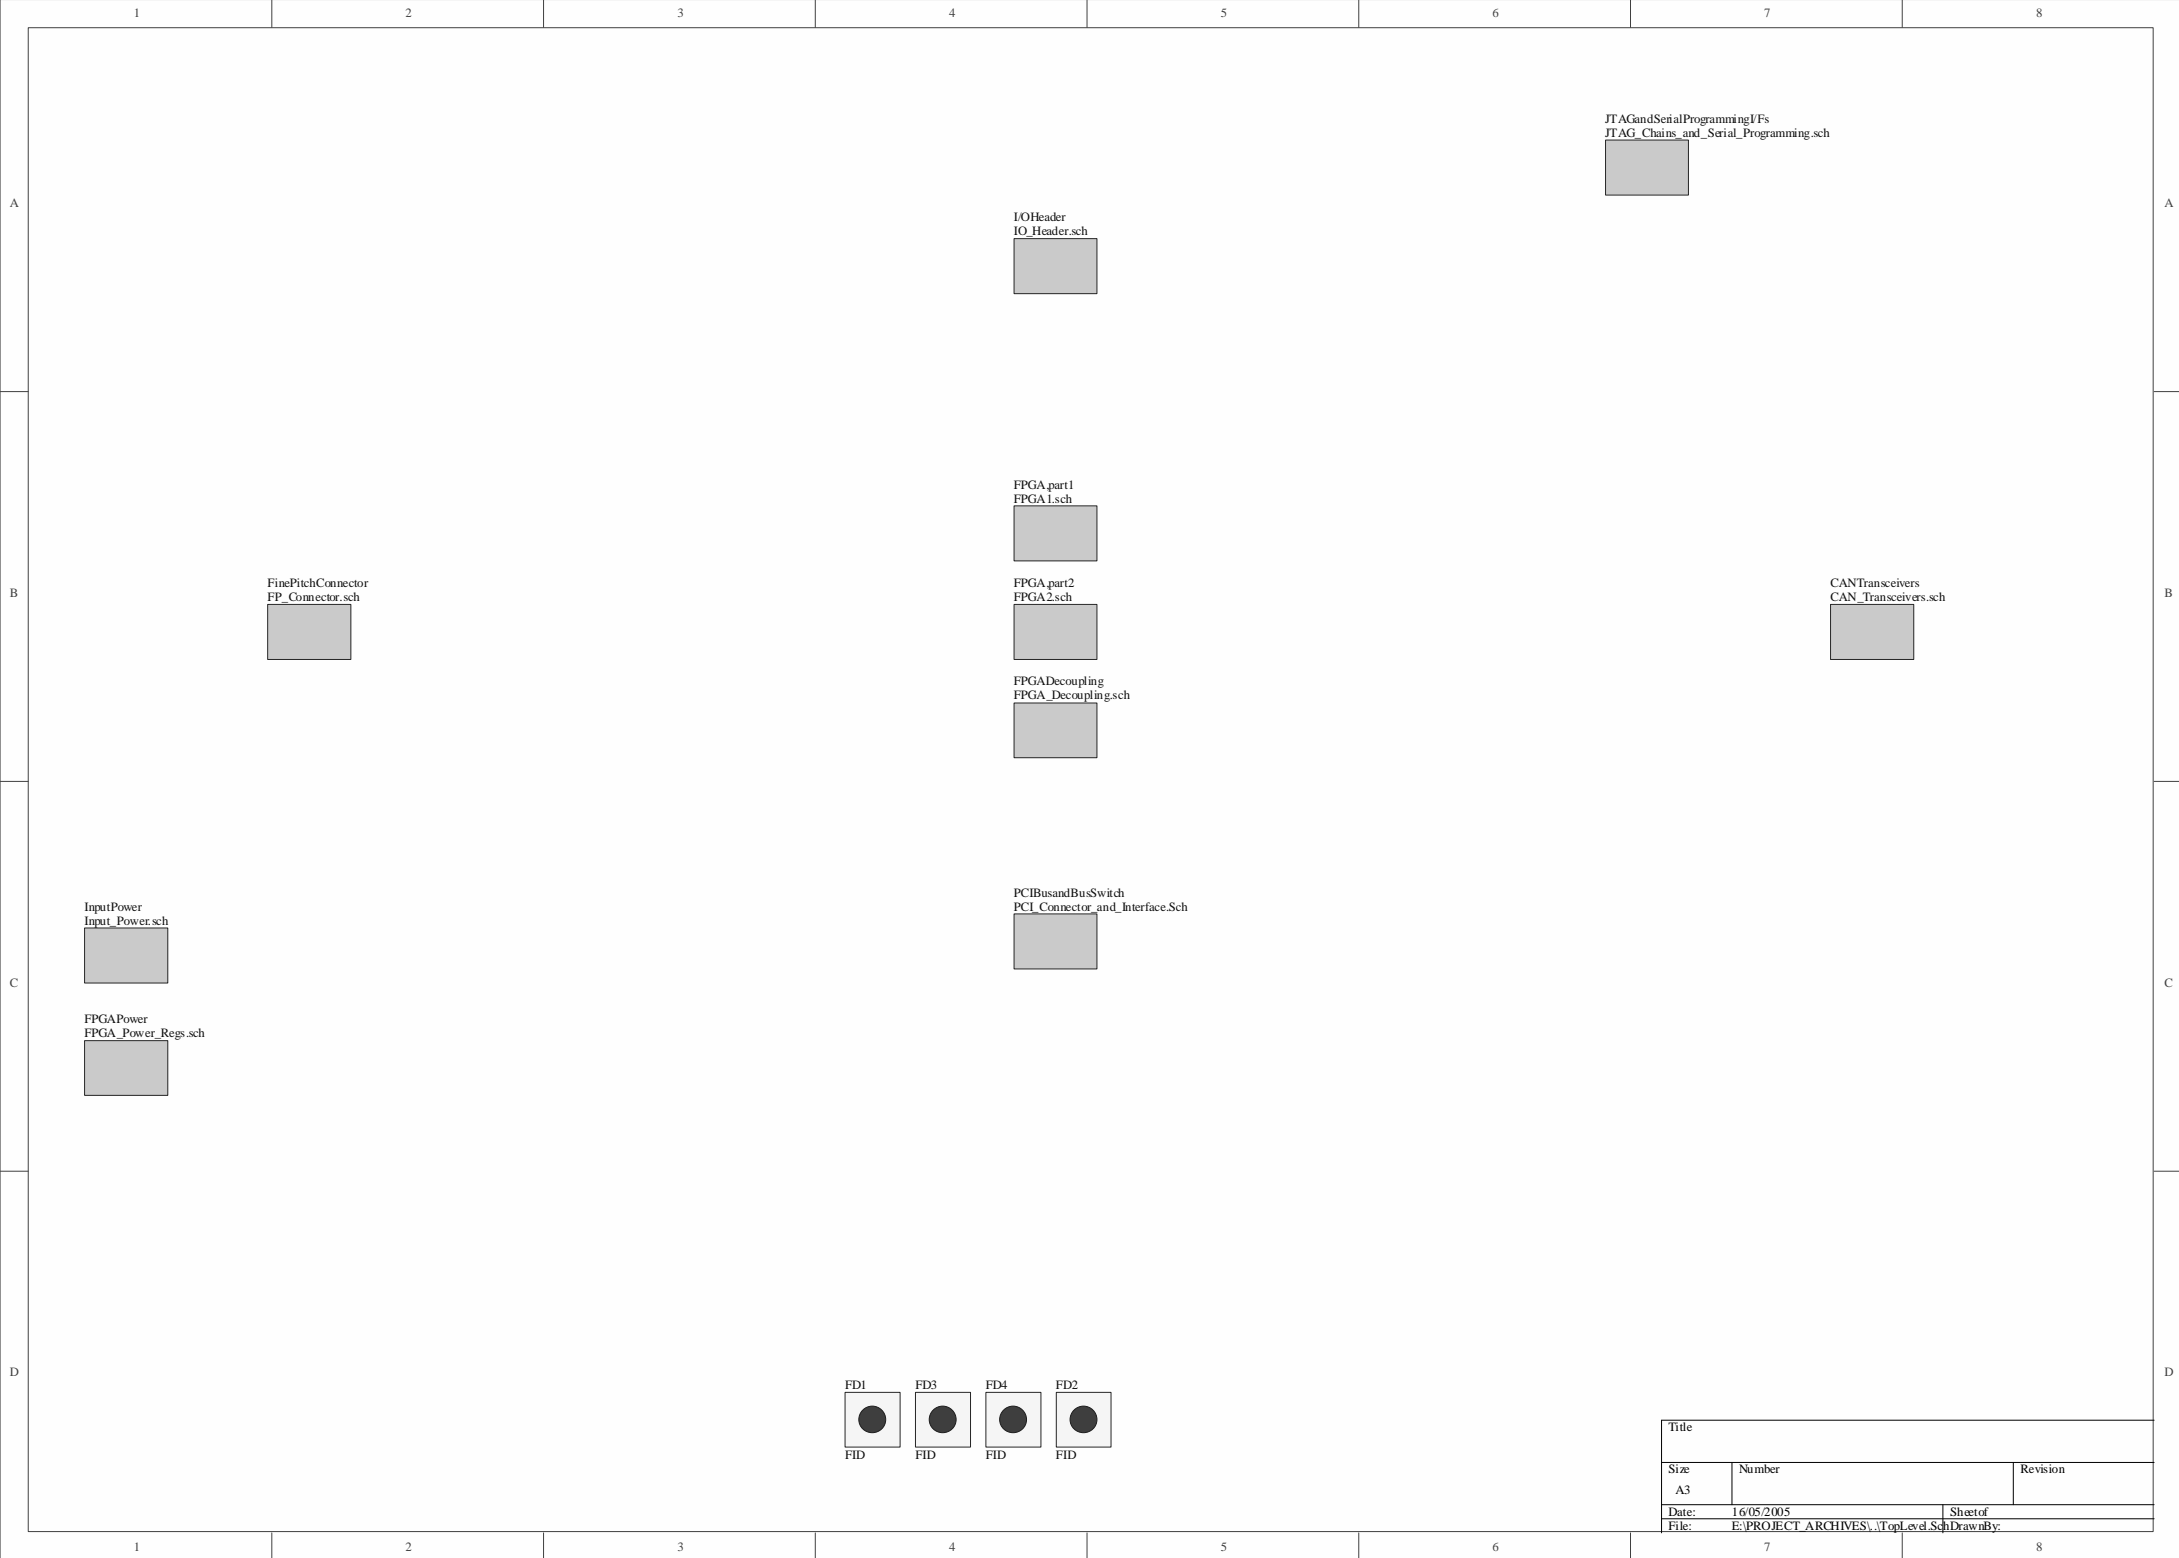 1 2 3 4 5 6 7 8
JTAGandSerialProgrammingI/Fs
JTAG_Chains_and_Serial_Programming.sch
A A
I/OHeader
IO_Header.sch
FPGA,part1
FPGA1.sch
FinePitchConnector
FP_Connector.sch
FPGA,part2
FPGA2.sch
CANTransceivers
CAN_Transceivers.sch
B B
FPGADecoupling
FPGA_Decoupling.sch
PCIBusandBusSwitch
PCI_Connector_and_Interface.Sch
InputPower
Input_Power.sch
C C
FPGAPower
FPGA_Power_Regs.sch
D D
FD1 FD3 FD4 FD2
FID FID FID FID
Title
Size Number Revision
A3
Date: 16/05/2005 Sheetof
File: E:\PROJECT_ARCHIVES\..\TopLevel.SchDrawnBy:
1 2 3 4 5 6 7 8